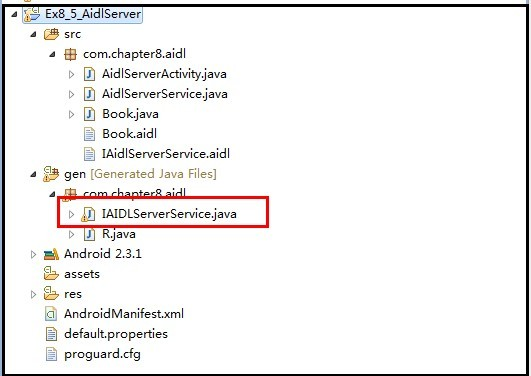 Ex8_5_AidlServer
src
com.chapter8.aidl
AidlServerActivity.java
AidlServerService.java
Book.java
Book.aidl
IAidlServerService.aidl
gen [Generated Java Files]
com.chapter8.aidl
IAIDLServerService.java
R.java
Android 2.3.1
assets
res
AndroidManifest.xml
default.properties
proguard.cfg